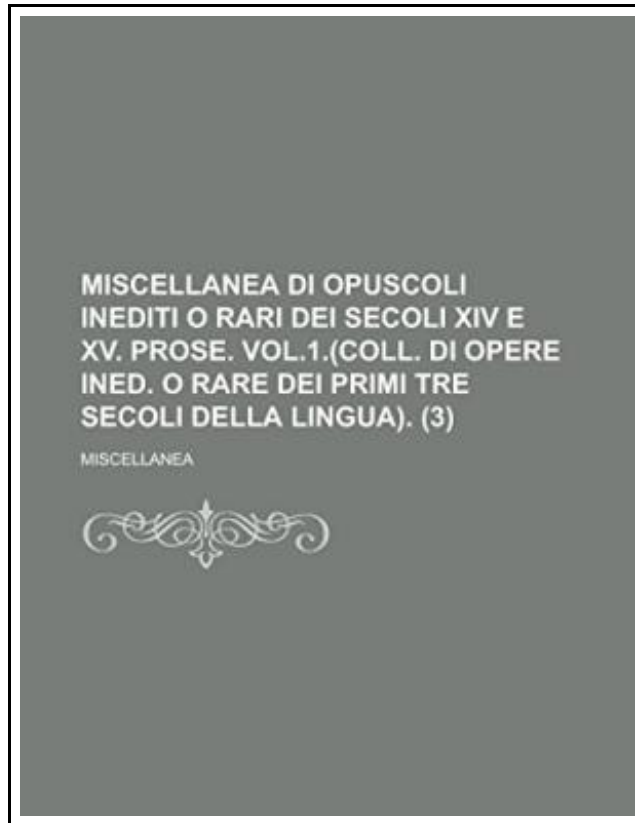 MISCELLANEA DI OPUSCOLI
INEDITI O RARI DEI SECOLI XIV E
XV. PROSE. VOL.1.(COLL. DI OPERE
INED. O RARE DEI PRIMI TRE
SECOLI DELLA LINGUA). (3)
MISCELLANEA